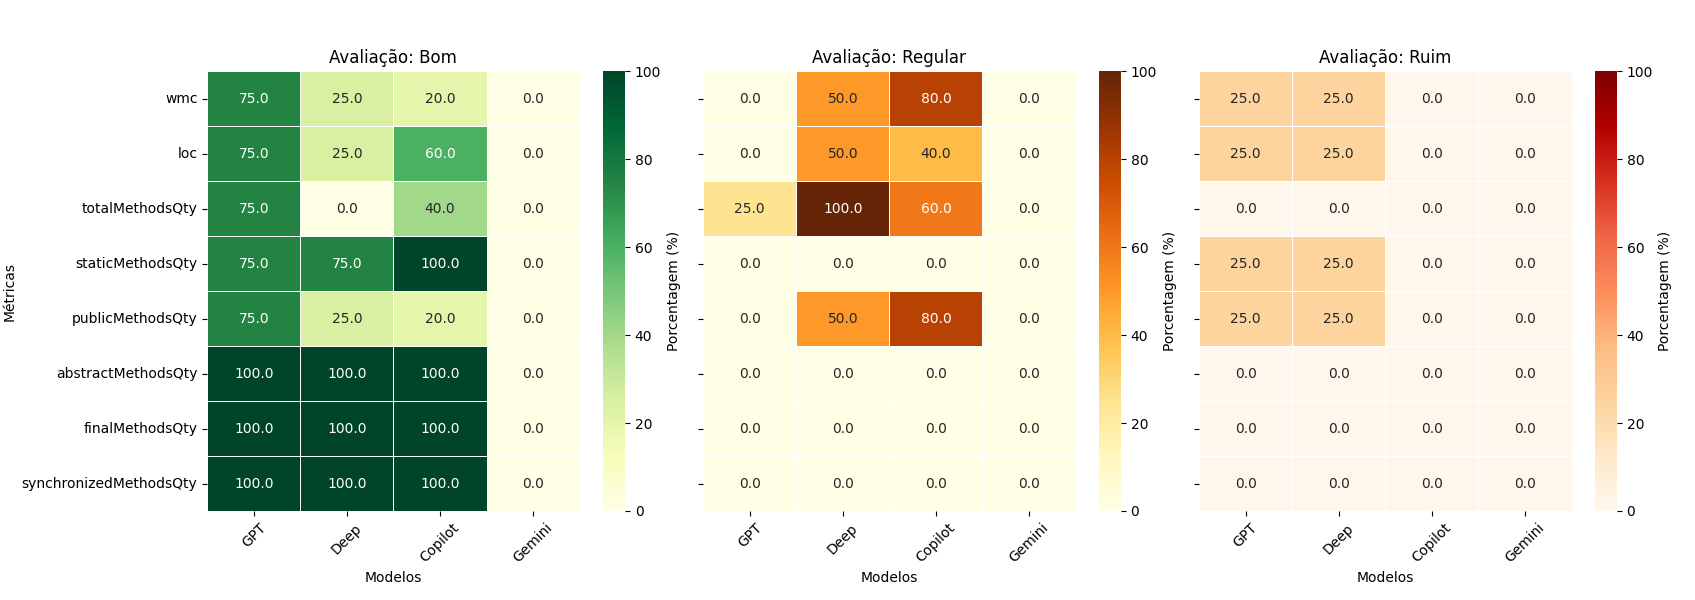 Avaliação: Bom
Avaliação: Regular
Avaliação: Ruim
Métricas
wmc 75.0 25.0 20.0 0.0
loc 75.0 25.0 60.0 0.0
totalMethodsQty 75.0 0.0 40.0 0.0
staticMethodsQty 75.0 75.0 100.0 0.0
publicMethodsQty 75.0 25.0 20.0 0.0
abstractMethodsQty 100.0 100.0 100.0 0.0
finalMethodsQty 100.0 100.0 100.0 0.0
synchronizedMethodsQty 100.0 100.0 100.0 0.0
GPT Deep Copilot Gemini
Modelos
100
80
60
40
20
0
Porcentagem (%)
0.0 50.0 80.0 0.0
0.0 50.0 40.0 0.0
25.0 100.0 60.0 0.0
0.0 0.0 0.0 0.0
0.0 50.0 80.0 0.0
0.0 0.0 0.0 0.0
0.0 0.0 0.0 0.0
0.0 0.0 0.0 0.0
GPT Deep Copilot Gemini
Modelos
100
80
60
40
20
0
Porcentagem (%)
25.0 25.0 0.0 0.0
25.0 25.0 0.0 0.0
0.0 0.0 0.0 0.0
25.0 25.0 0.0 0.0
25.0 25.0 0.0 0.0
0.0 0.0 0.0 0.0
0.0 0.0 0.0 0.0
0.0 0.0 0.0 0.0
GPT Deep Copilot Gemini
Modelos
100
80
60
40
20
0
Porcentagem (%)